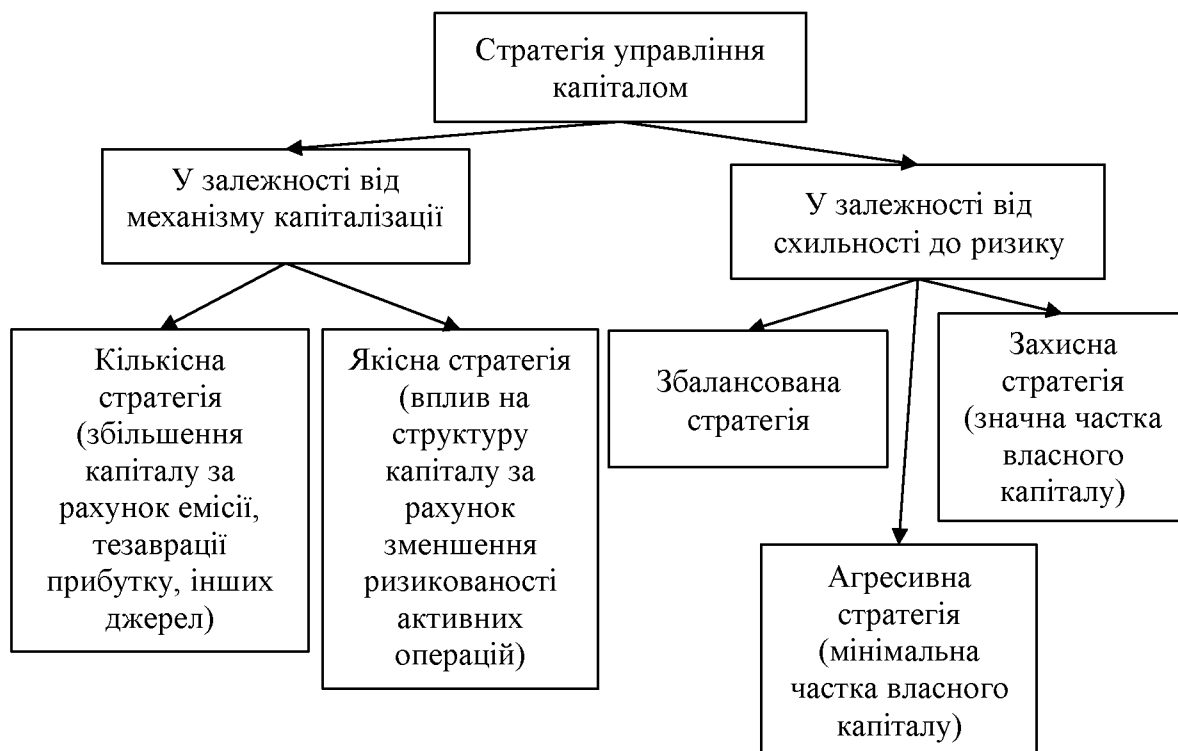 Стратегія управління
капіталом
У залежності від
механізму капіталізації
У залежності від
схильності до ризику
Кількісна
стратегія
(збільшення
капіталу за
рахунок емісії,
тезаврації
прибутку, інших
джерел)
Якісна стратегія
(вплив на
структуру
капіталу за
рахунок
зменшення
ризикованості
активних
операцій)
Збалансована
стратегія
Захисна
стратегія
(значна частка
власного
капіталу)
Агресивна
стратегія
(мінімальна
частка власного
капіталу)